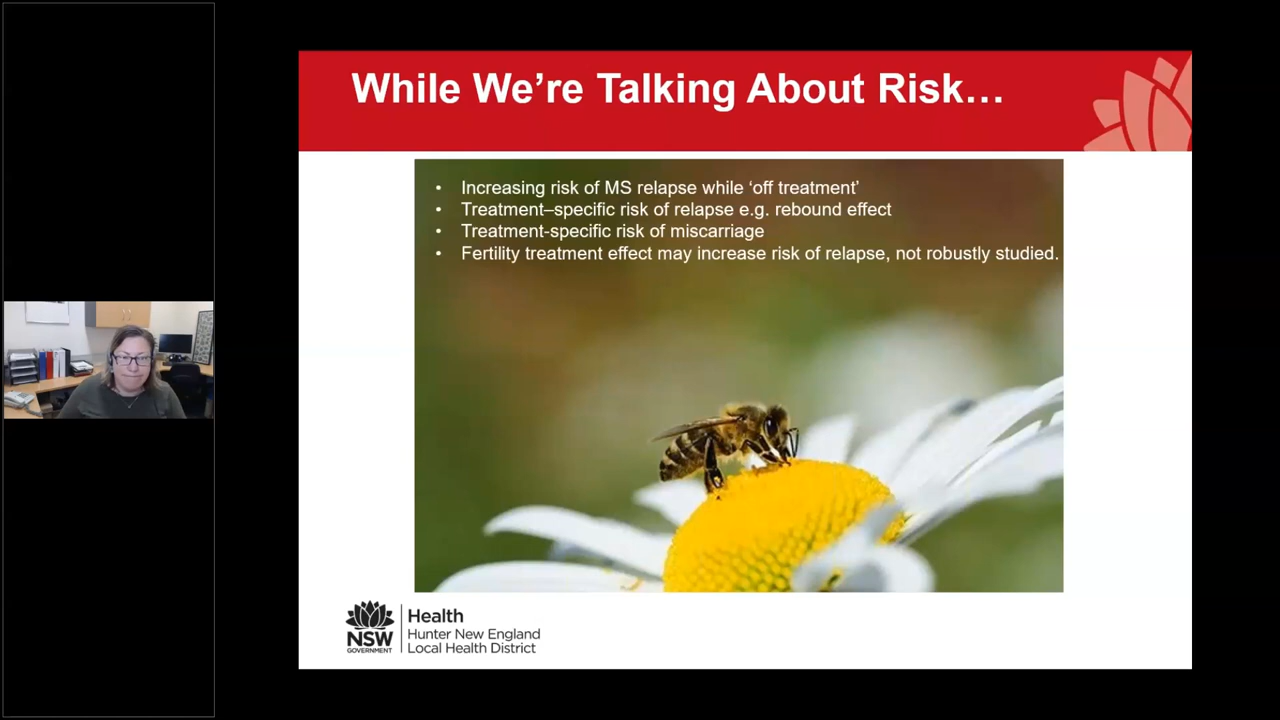 While We’re Talking About Risk…
• Increasing risk of MS relapse while ‘off treatment’
• Treatment–specific risk of relapse e.g. rebound effect
• Treatment-specific risk of miscarriage
• Fertility treatment effect may increase risk of relapse, not robustly studied.
NSW
GOVERNMENT
Health
Hunter New England
Local Health District